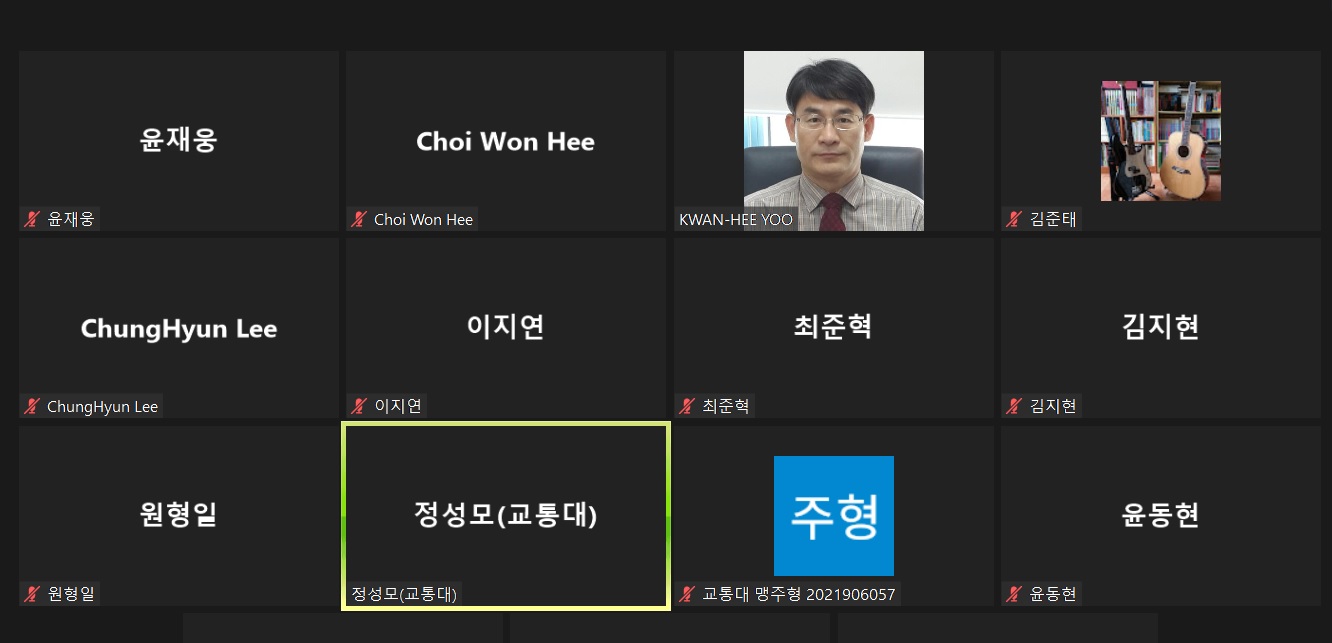 윤재웅
윤재웅
Choi Won Hee
Choi Won Hee
KWAN-HEE YOO
김준태
ChungHyun Lee
ChungHyun Lee
이지연
이지연
최준혁
최준혁
김지현
김지현
원형일
원형일
정성모(교통대)
정성모(교통대)
주형
교통대 맹주형 2021906057
윤동현
윤동현